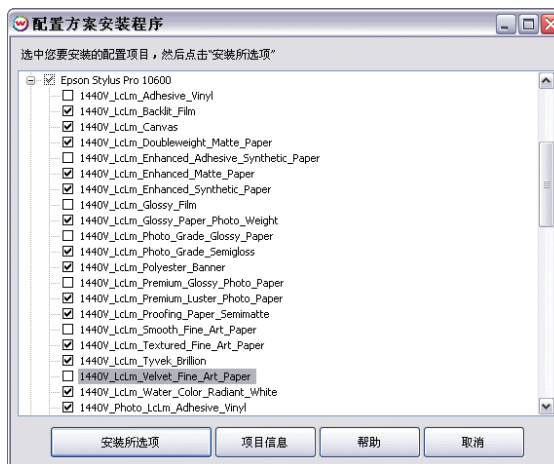 配置方案安装程序
选中您要安装的配置项目，然后点击"安装所选项"
Epson Stylus Pro 10600
1440V_LcLm_Adhesive_Vinyl
1440V_LcLm_Backlit_Film
1440V_LcLm_Canvas
1440V_LcLm_Doubleweight_Matte_Paper
1440V_LcLm_Enhanced_Adhesive_Synthetic_Paper
1440V_LcLm_Enhanced_Matte_Paper
1440V_LcLm_Enhanced_Synthetic_Paper
1440V_LcLm_Glossy_Film
1440V_LcLm_Glossy_Paper_Photo_Weight
1440V_LcLm_Photo_Grade_Glossy_Paper
1440V_LcLm_Photo_Grade_Semigloss
1440V_LcLm_Polyester_Banner
1440V_LcLm_Premium_Glossy_Photo_Paper
1440V_LcLm_Premium_Luster_Photo_Paper
1440V_LcLm_Proofing_Paper_Semimatte
1440V_LcLm_Smooth_Fine_Art_Paper
1440V_LcLm_Textured_Fine_Art_Paper
1440V_LcLm_Tyvek_Brillion
1440V_LcLm_Velvet_Fine_Art_Paper
1440V_LcLm_Water_Color_Radiant_White
1440V_Photo_LcLm_Adhesive_Vinyl
安装所选项 项目信息 帮助 取消